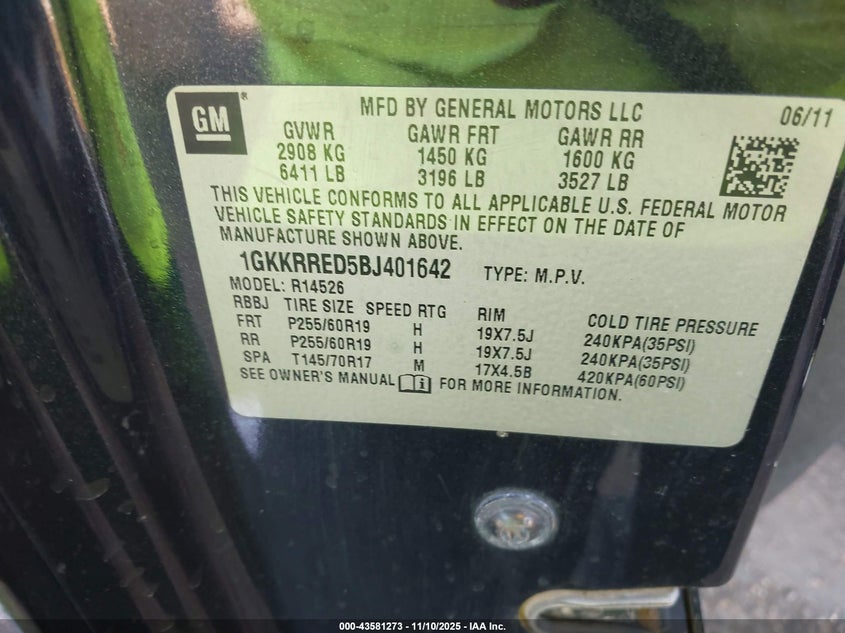 GM
MFD BY GENERAL MOTORS LLC 06/11
GVWR GAWR FRT GAWR RR
2908 KG 1450 KG 1600 KG
6411 LB 3196 LB 3527 LB
THIS VEHICLE CONFORMS TO ALL APPLICABLE U.S. FEDERAL MOTOR
VEHICLE SAFETY STANDARDS IN EFFECT ON THE DATE OF
MANUFACTURE SHOWN ABOVE.
1GKKRRED5BJ401642 TYPE: M.P.V.
MODEL: R14526
RBBJ TIRE SIZE SPEED RTG RIM COLD TIRE PRESSURE
FRT P255/60R19 H 19X7.5J 240KPA(35PSI)
RR P255/60R19 H 19X7.5J 240KPA(35PSI)
SPA T145/70R17 M 17X4.5B 420KPA(60PSI)
SEE OWNER'S MANUAL FOR MORE INFORMATION.
000-43581273 - 11/10/2025 - IAA Inc.